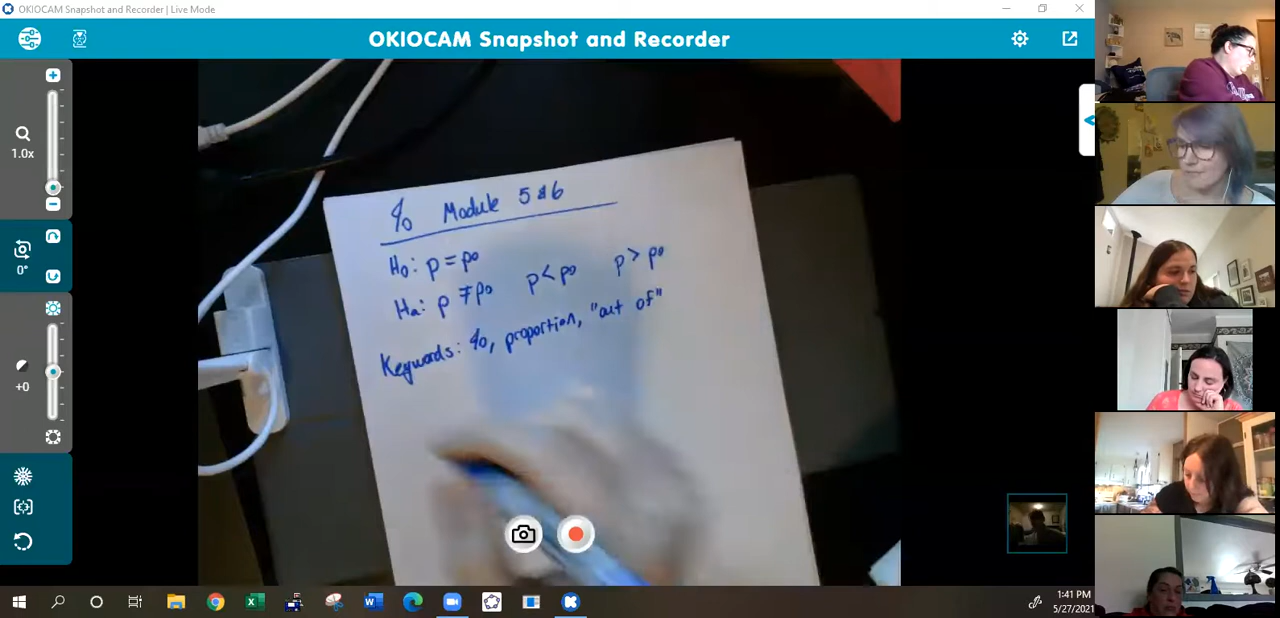 OKIOCAM Snapshot and Recorder | Live Mode
OKIOCAM Snapshot and Recorder
1.0x
0°
+0
% Module 5 & 6
H₀: p = p₀
Hₐ: p ≠ p₀ p < p₀ p > p₀
Keywords: %, proportion, "out of"
1:41 PM
5/27/2021